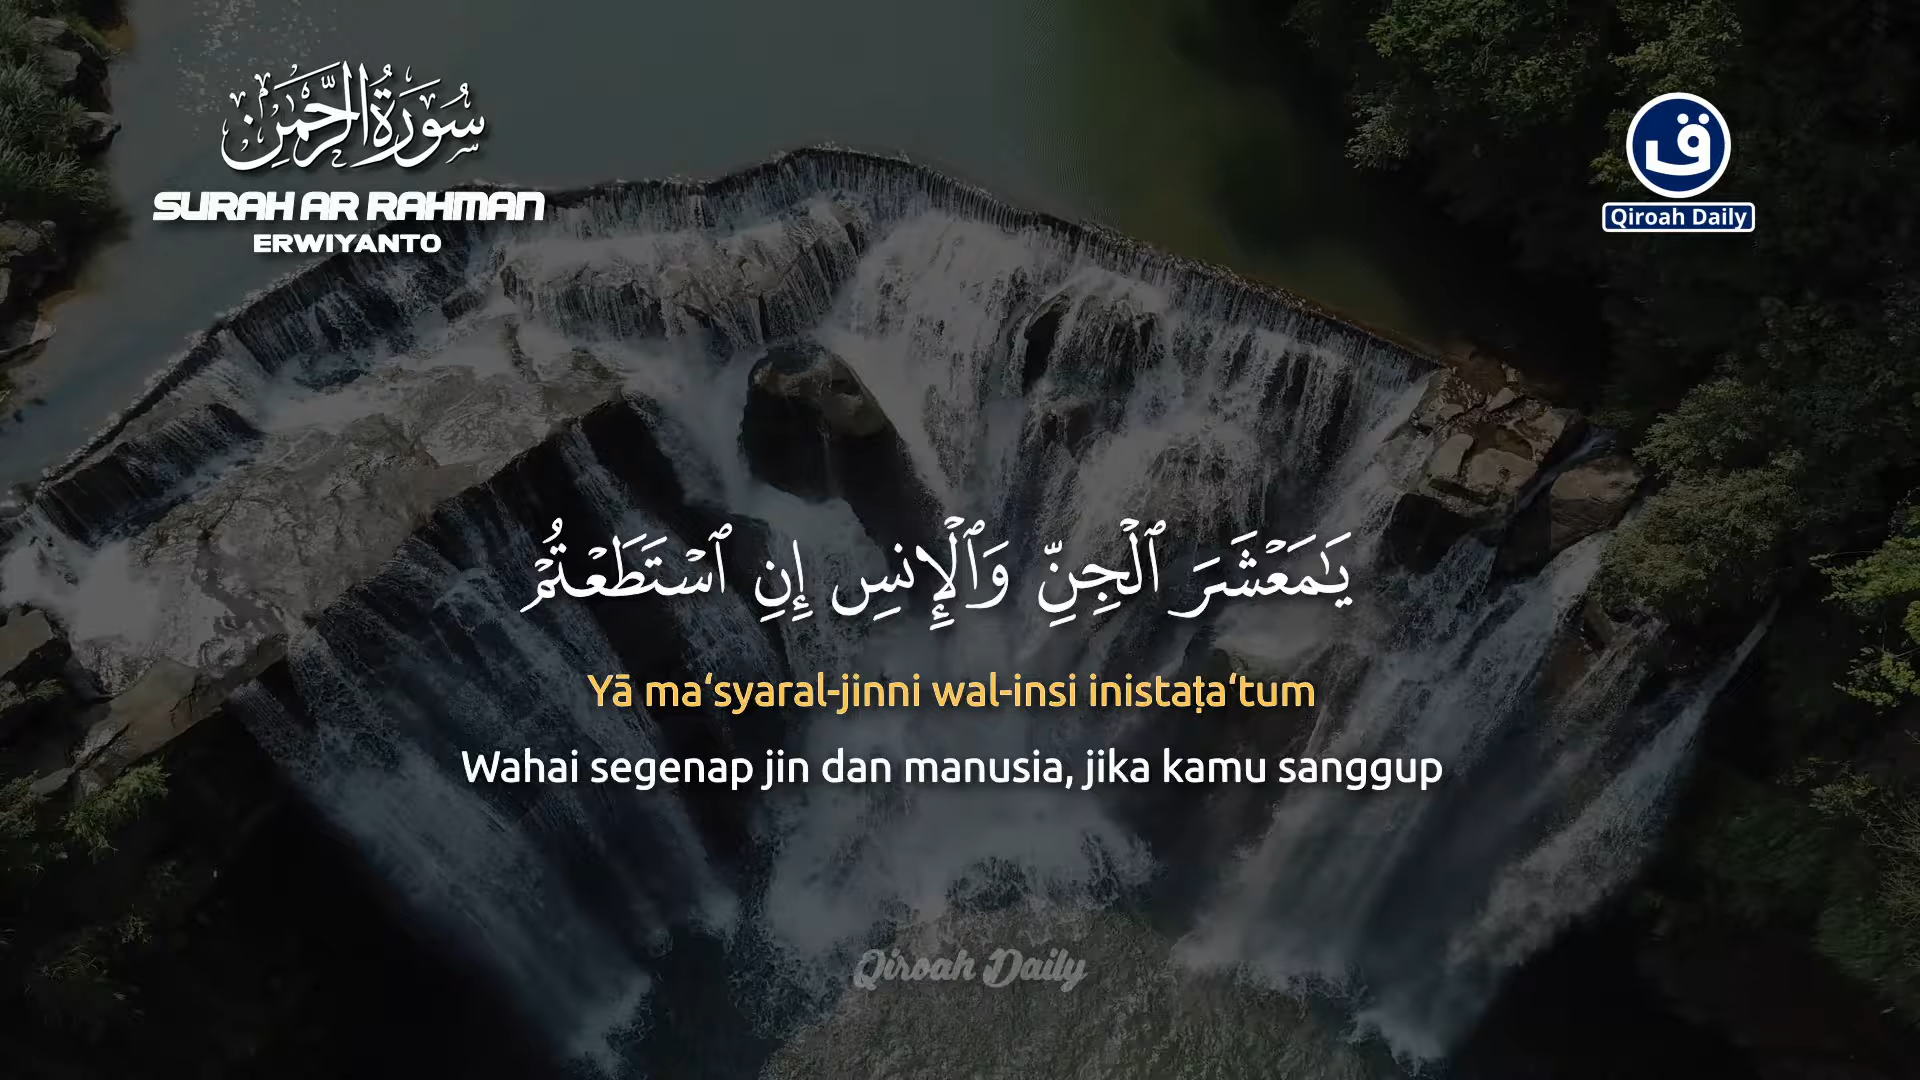 سُورَةُ الرَّحْمَٰنِ
SURAH AR RAHMAN
ERWIYANTO
ق
Qiroah Daily
يَٰمَعْشَرَ ٱلْجِنِّ وَٱلْإِنسِ إِنِ ٱسْتَطَعْتُمْ
Yā ma‘syaral-jinni wal-insi inistaṭa‘tum
Wahai segenap jin dan manusia, jika kamu sanggup
Qiroah Daily